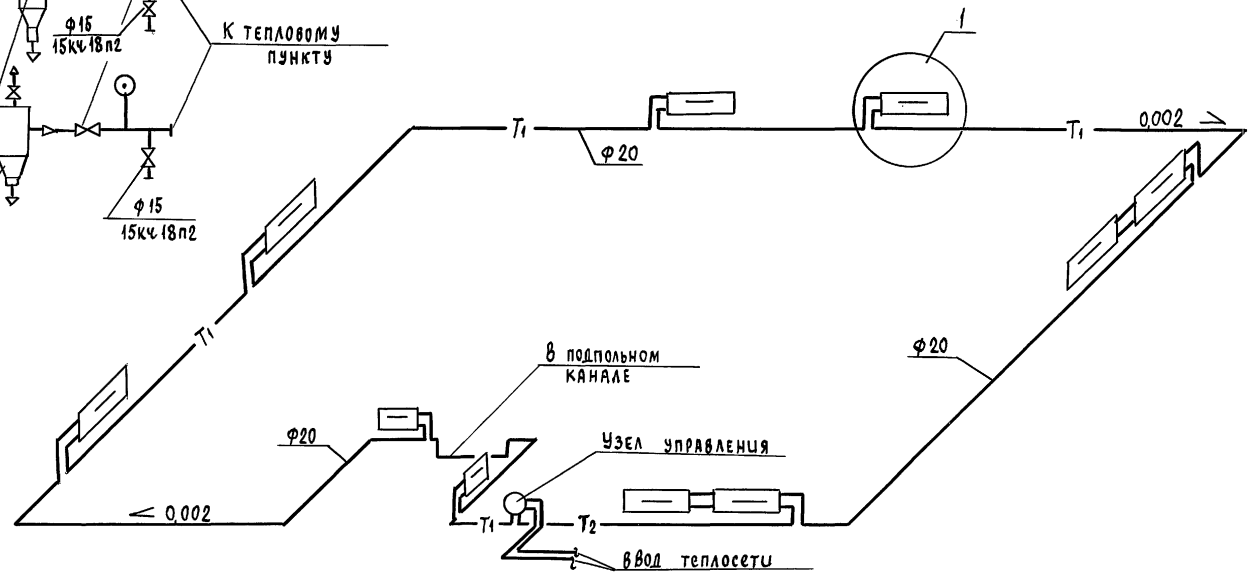 Ф15
15кч18п2
К ТЕПЛОВОМУ
ПУНКТУ
1
Т1
Ф20
Т1
0,002
Ф15
15кч18п2
Т1
В ПОДПОЛЬНОМ
КАНАЛЕ
Ф20
Ф20
УЗЕЛ УПРАВЛЕНИЯ
0,002
Т1
Т2
ВВОД ТЕПЛОСЕТИ